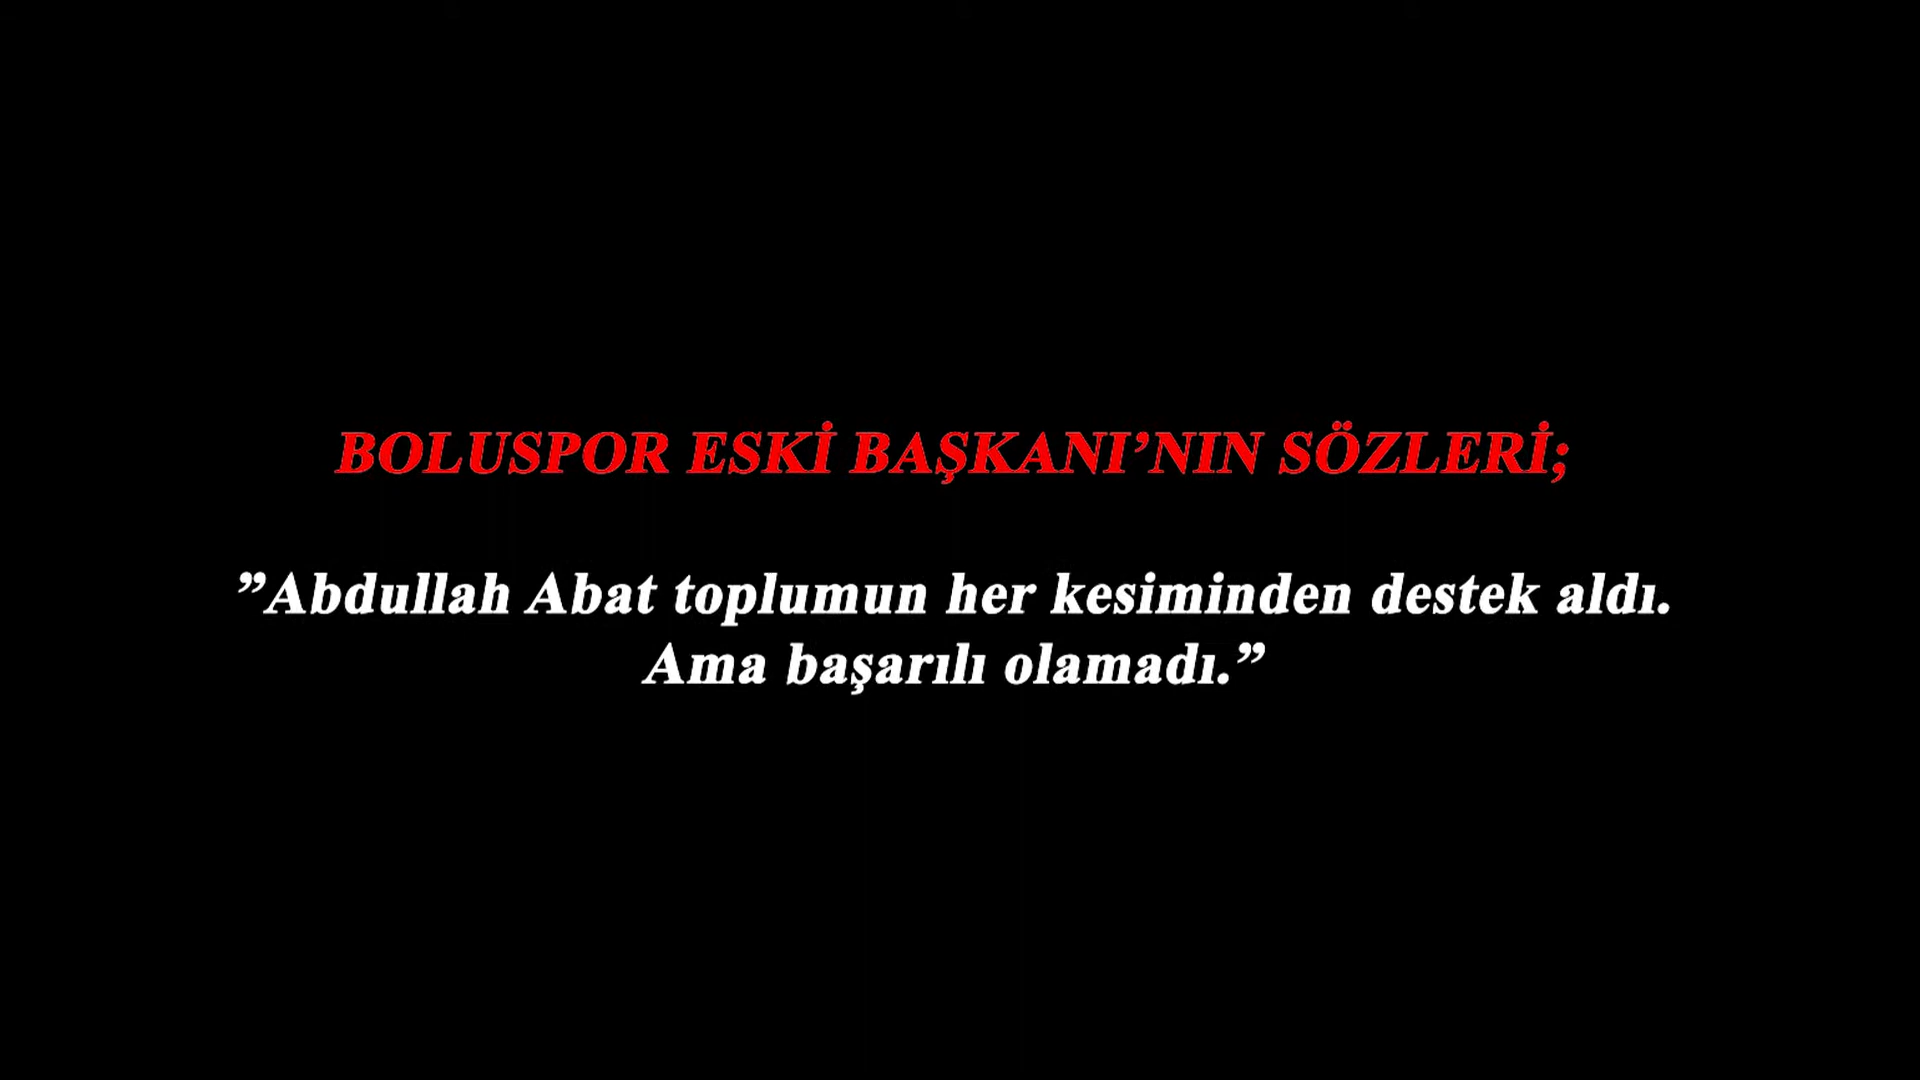 BOLUSPOR ESKİ BAŞKANI’NIN SÖZLERİ;
”Abdullah Abat toplumun her kesiminden destek aldı.
Ama başarılı olamadı.”